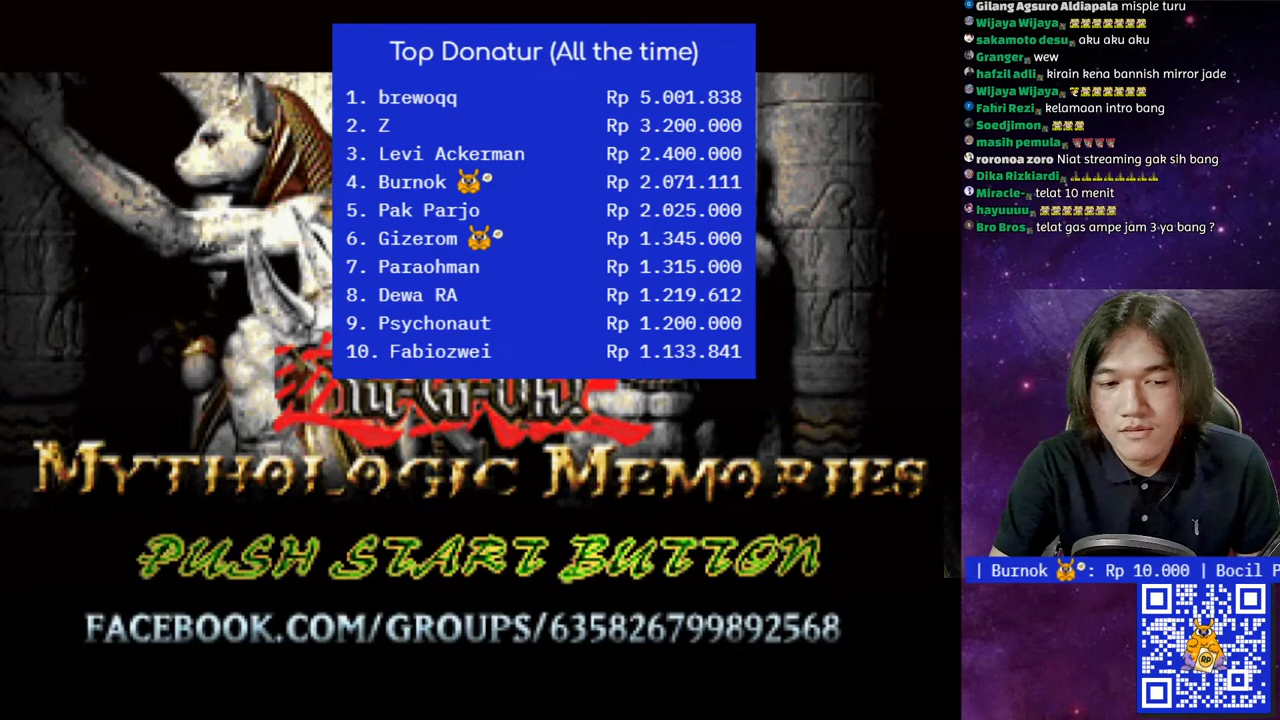 Top Donatur (All the time)
1. brewoqq Rp 5.001.838
2. Z Rp 3.200.000
3. Levi Ackerman Rp 2.400.000
4. Burnok Rp 2.071.111
5. Pak Parjo Rp 2.025.000
6. Gizerom Rp 1.345.000
7. Paraohman Rp 1.315.000
8. Dewa RA Rp 1.219.612
9. Psychonaut Rp 1.200.000
10. Fabiozwei Rp 1.133.841
Yu-Gi-Oh!
MYTHOLOGIC MEMORIES
PUSH START BUTTON
FACEBOOK.COM/GROUPS/635826799892568
Gilang Agsuro Aldiapala misple turu
Wijaya Wijaya
sakamoto desu aku aku aku
Granger wew
hafzil adli kirain kena bannish mirror jade
Wijaya Wijaya
Fahri Rezi kelamaan intro bang
Soedjimon
masih pemula
roronoa zoro Niat streaming gak sih bang
Dika Rizkiardi
Miracle- telat 10 menit
hayuuuu
Bro Bros telat gas ampe jam 3 ya bang ?
| Burnok : Rp 10.000 | Bocil P
RP